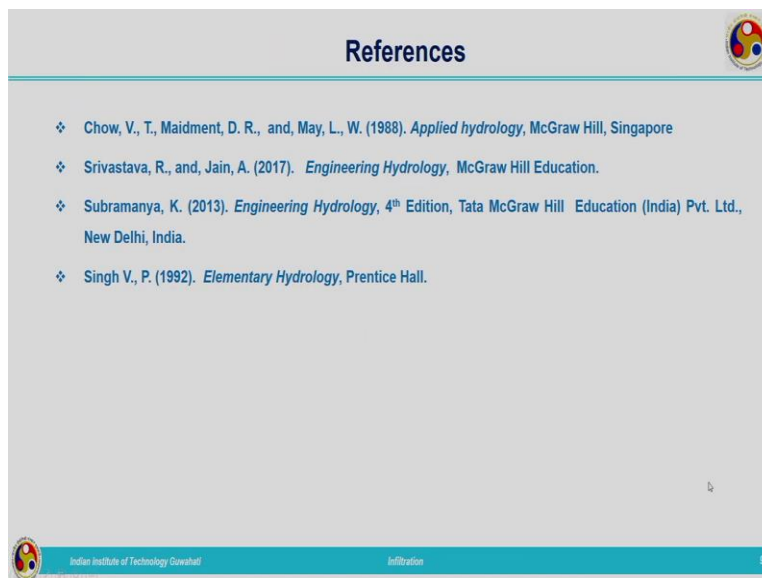 References
❖ Chow, V., T., Maidment, D. R., and, May, L., W. (1988). Applied hydrology, McGraw Hill, Singapore
❖ Srivastava, R., and, Jain, A. (2017). Engineering Hydrology, McGraw Hill Education.
❖ Subramanya, K. (2013). Engineering Hydrology, 4th Edition, Tata McGraw Hill Education (India) Pvt. Ltd.,
New Delhi, India.
❖ Singh V., P. (1992). Elementary Hydrology, Prentice Hall.
Indian Institute of Technology Guwahati Infiltration